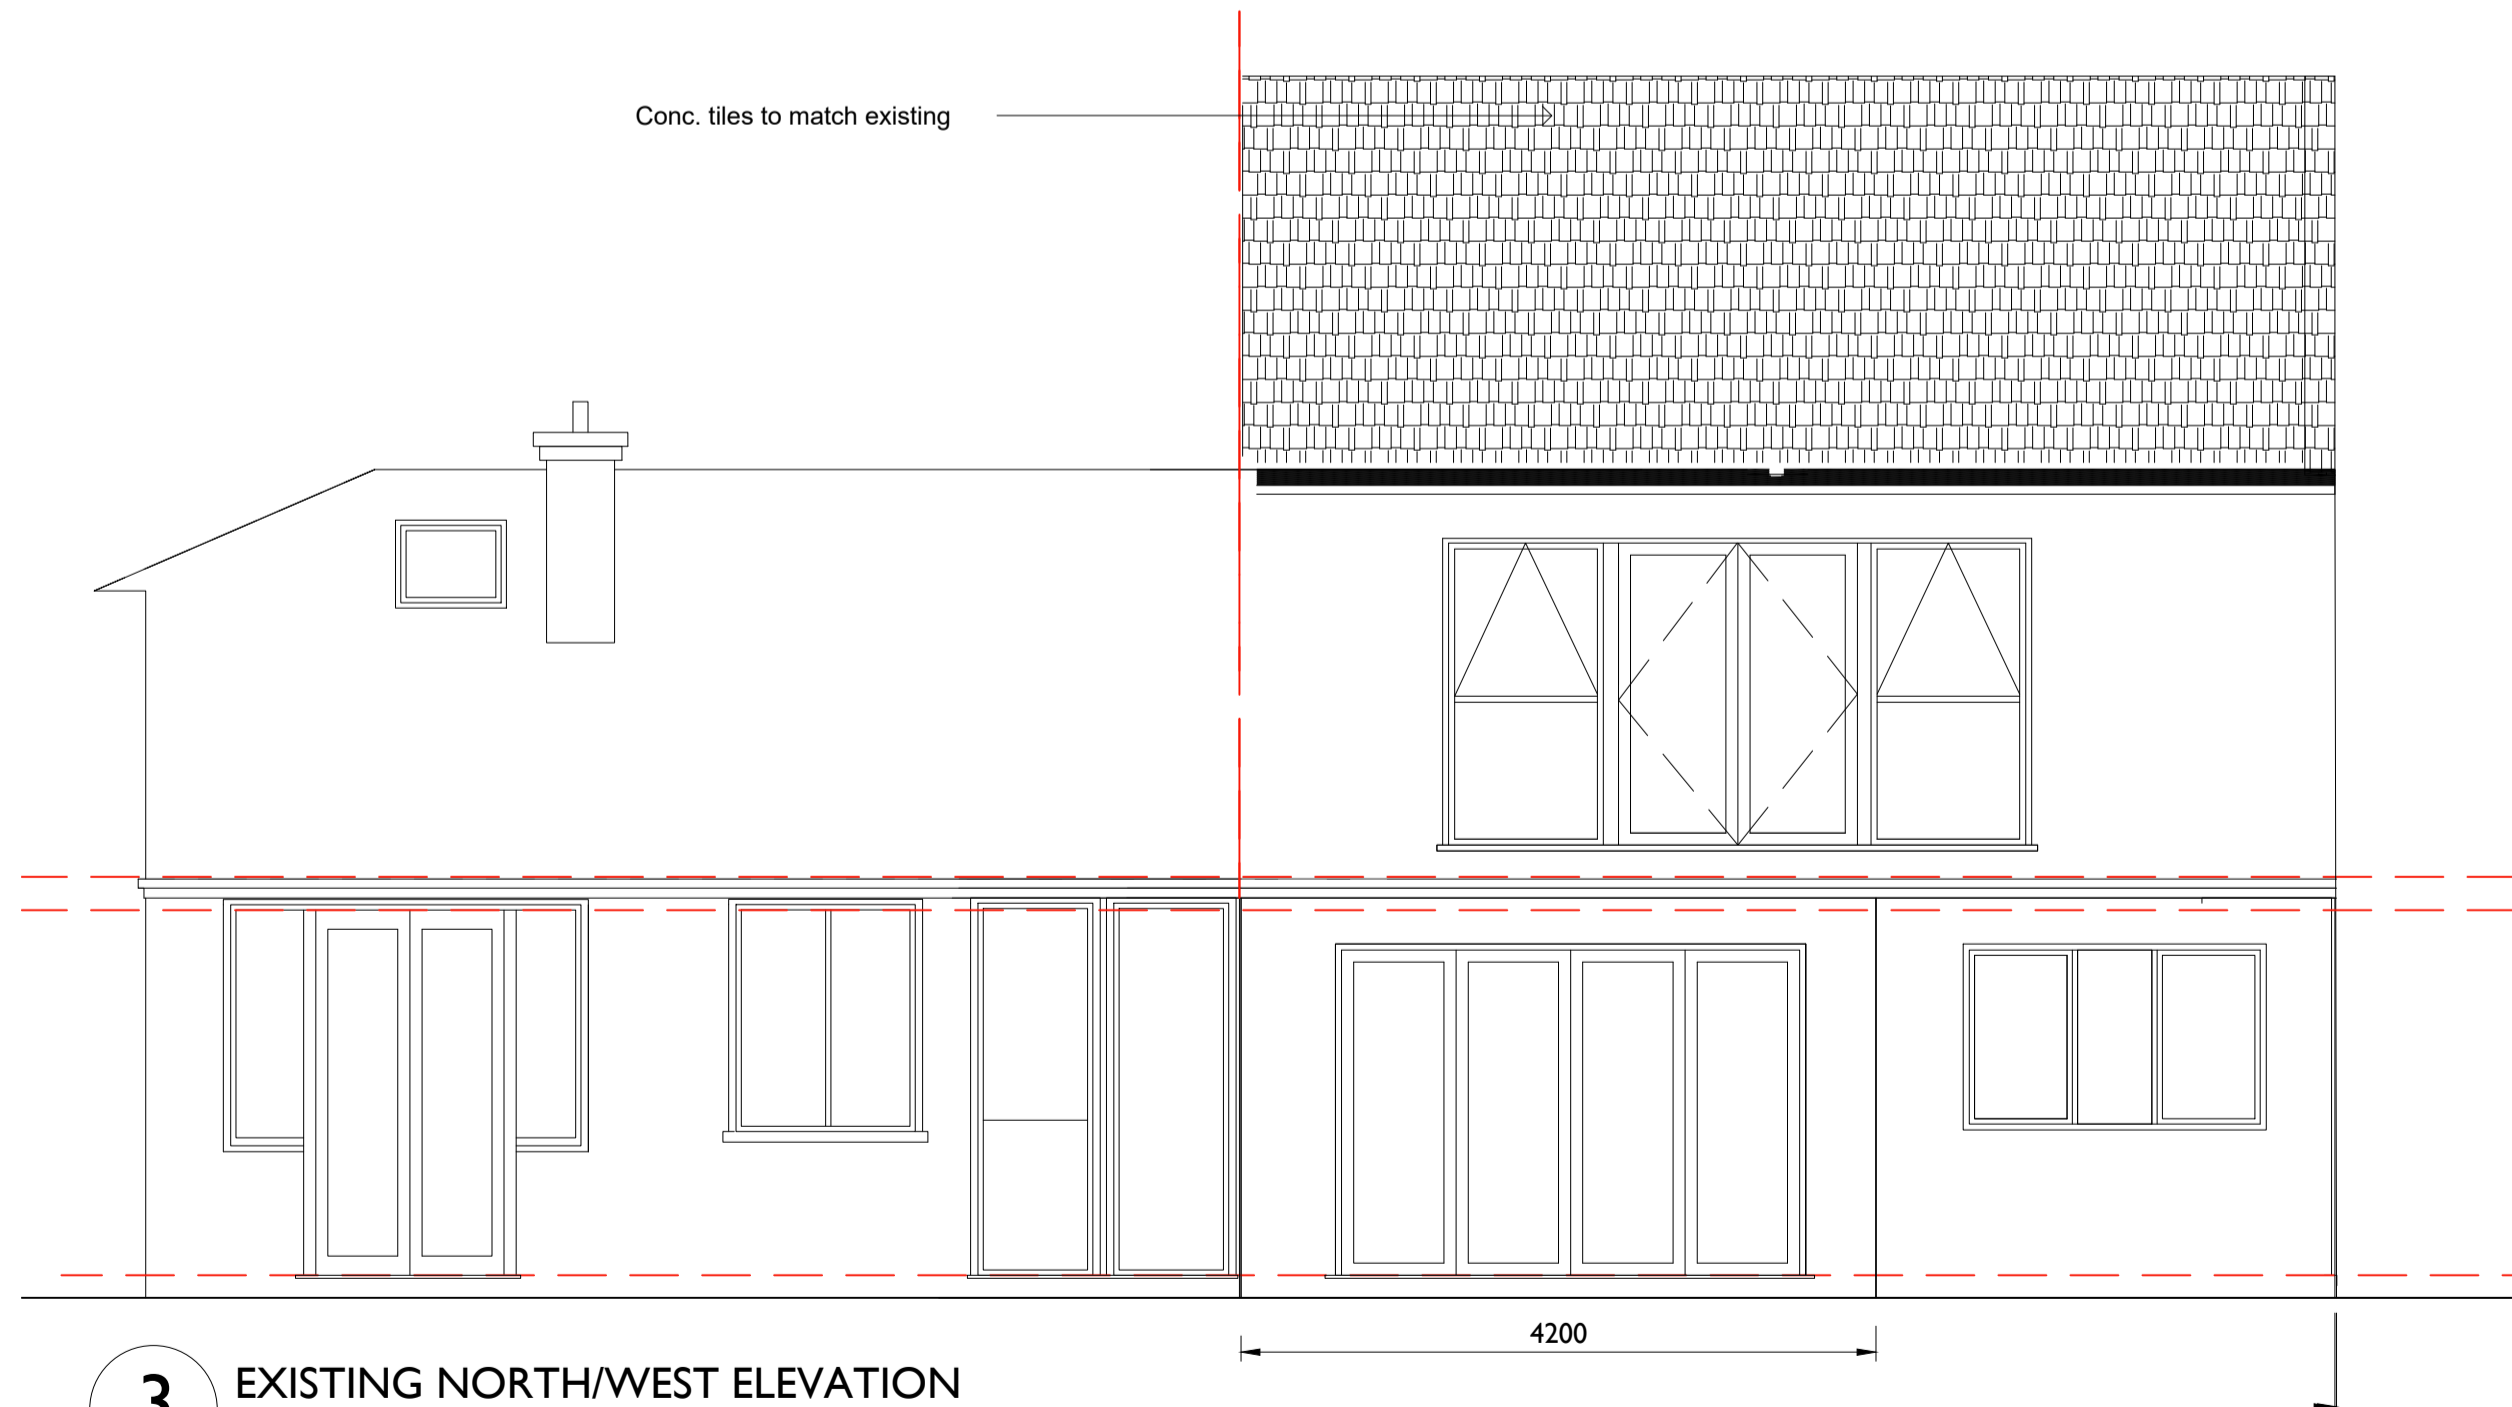 Conc. tiles to match existing
4200
3
EXISTING NORTH/WEST ELEVATION